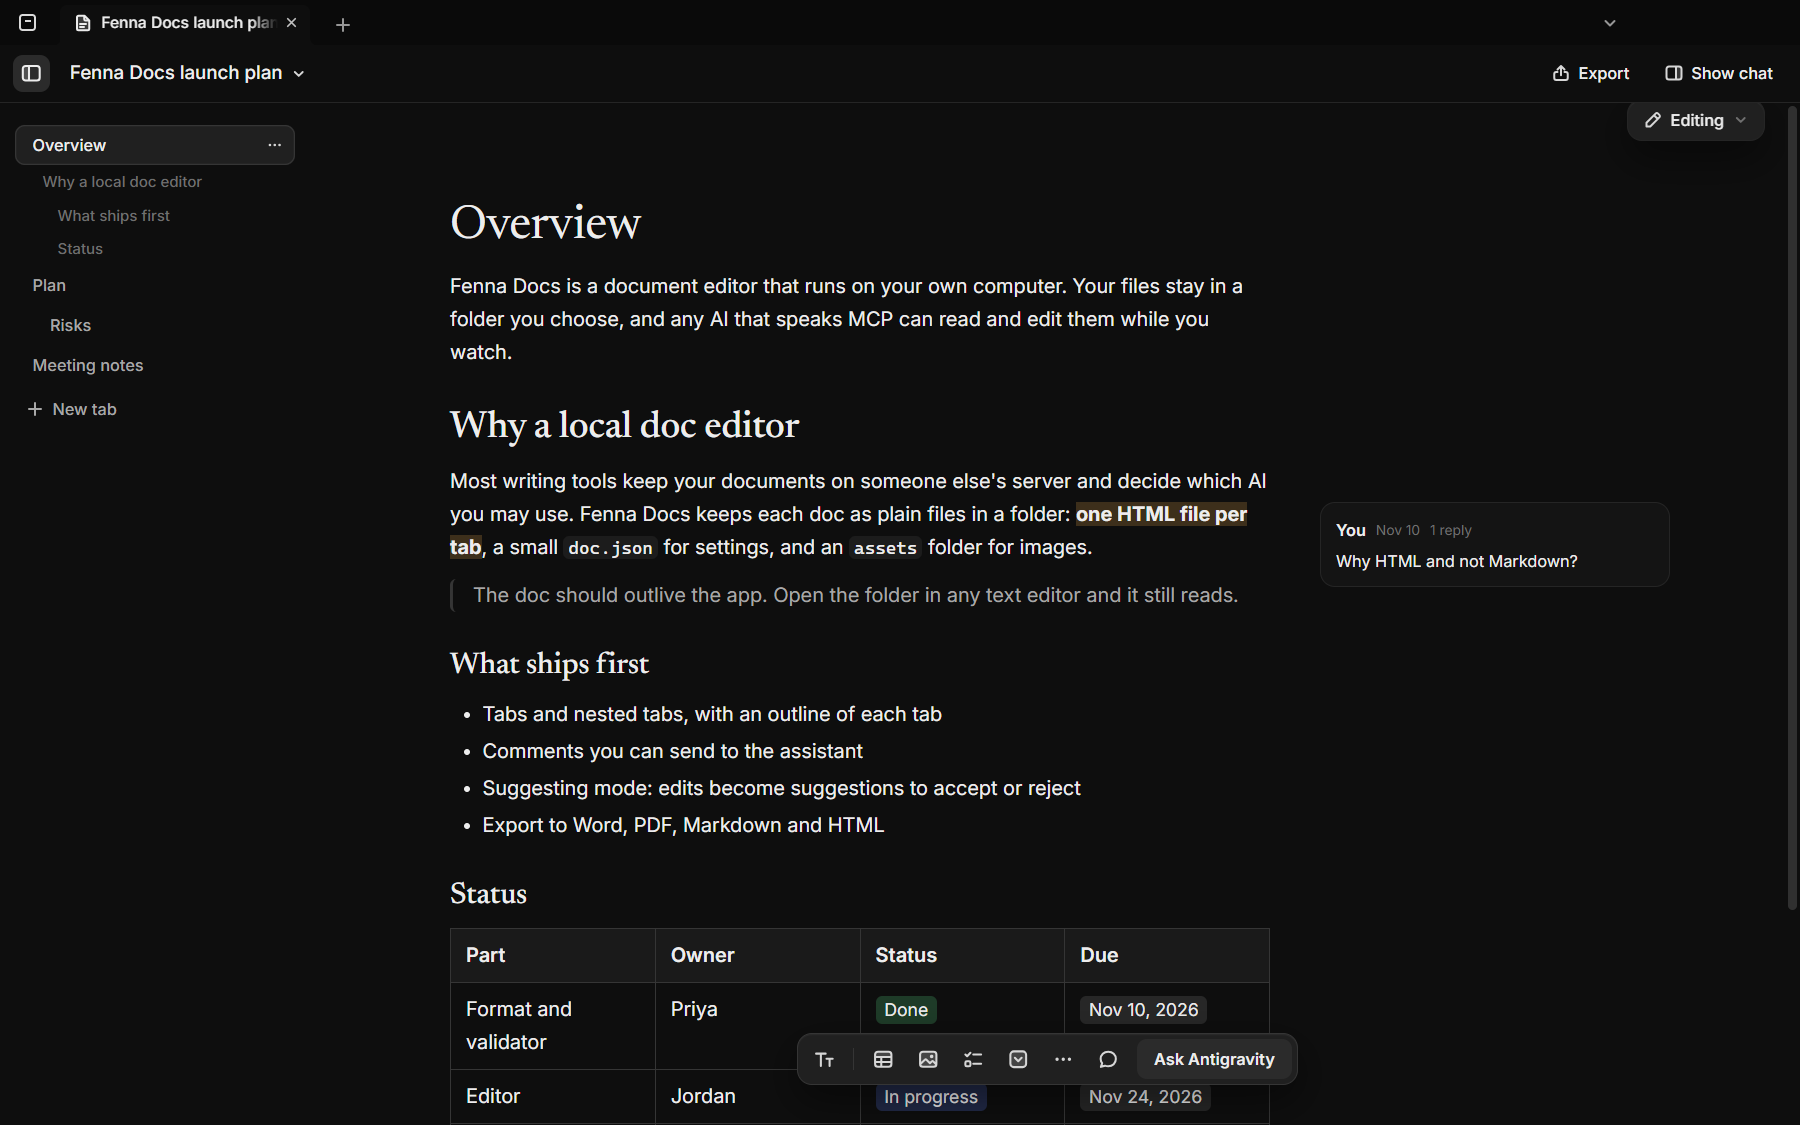 Fenna Docs launch plan
Fenna Docs launch plan
Export
Show chat
Editing
Overview
Why a local doc editor
What ships first
Status
Plan
Risks
Meeting notes
New tab
Overview
Fenna Docs is a document editor that runs on your own computer. Your files stay in a
folder you choose, and any AI that speaks MCP can read and edit them while you
watch.
Why a local doc editor
Most writing tools keep your documents on someone else's server and decide which AI
you may use. Fenna Docs keeps each doc as plain files in a folder: one HTML file per
tab, a small doc.json for settings, and an assets folder for images.
The doc should outlive the app. Open the folder in any text editor and it still reads.
You Nov 10 1 reply
Why HTML and not Markdown?
What ships first
• Tabs and nested tabs, with an outline of each tab
• Comments you can send to the assistant
• Suggesting mode: edits become suggestions to accept or reject
• Export to Word, PDF, Markdown and HTML
Status
Part Owner Status Due
Format and
validator
Priya Done Nov 10, 2026
Editor Jordan In progress Nov 24, 2026
Tт
Ask Antigravity